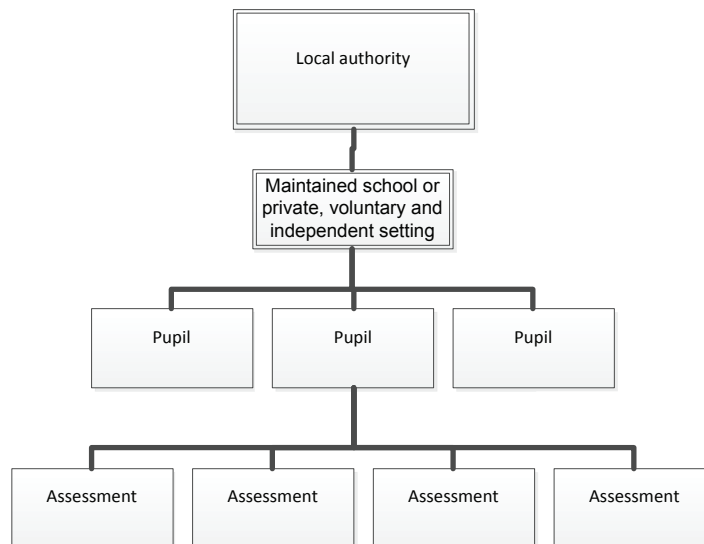 Local authority
Maintained school or
private, voluntary and
independent setting
Pupil
Pupil
Pupil
Assessment
Assessment
Assessment
Assessment